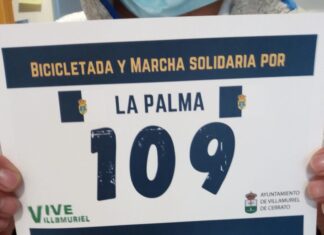 BICICLETADA Y MARCHA SOLIDARIA POR
LA PALMA
109
VIVE
VILLAMURIEL
AYUNTAMIENTO
DE VILLAMURIEL
DE CERRATO